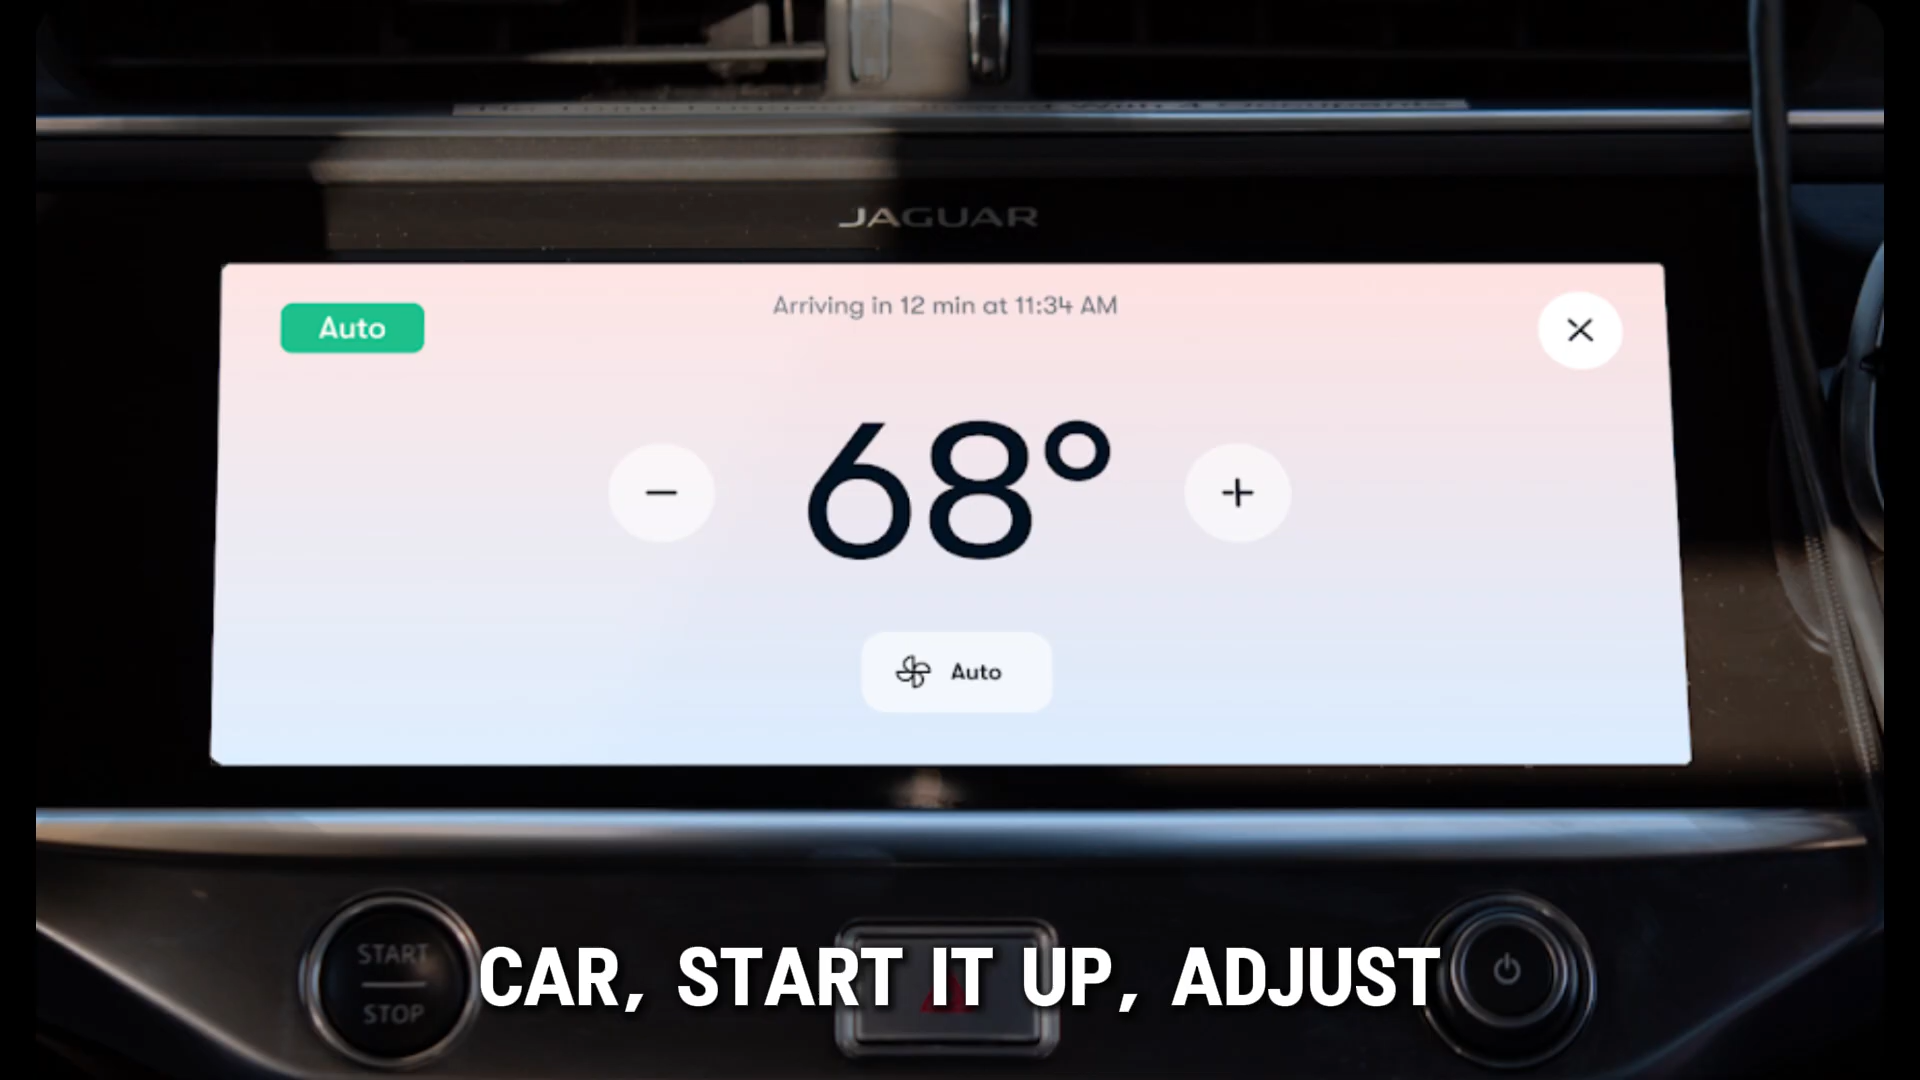 JAGUAR
Arriving in 12 min at 11:34 AM
Auto
68°
Auto
START
STOP
CAR, START IT UP, ADJUST